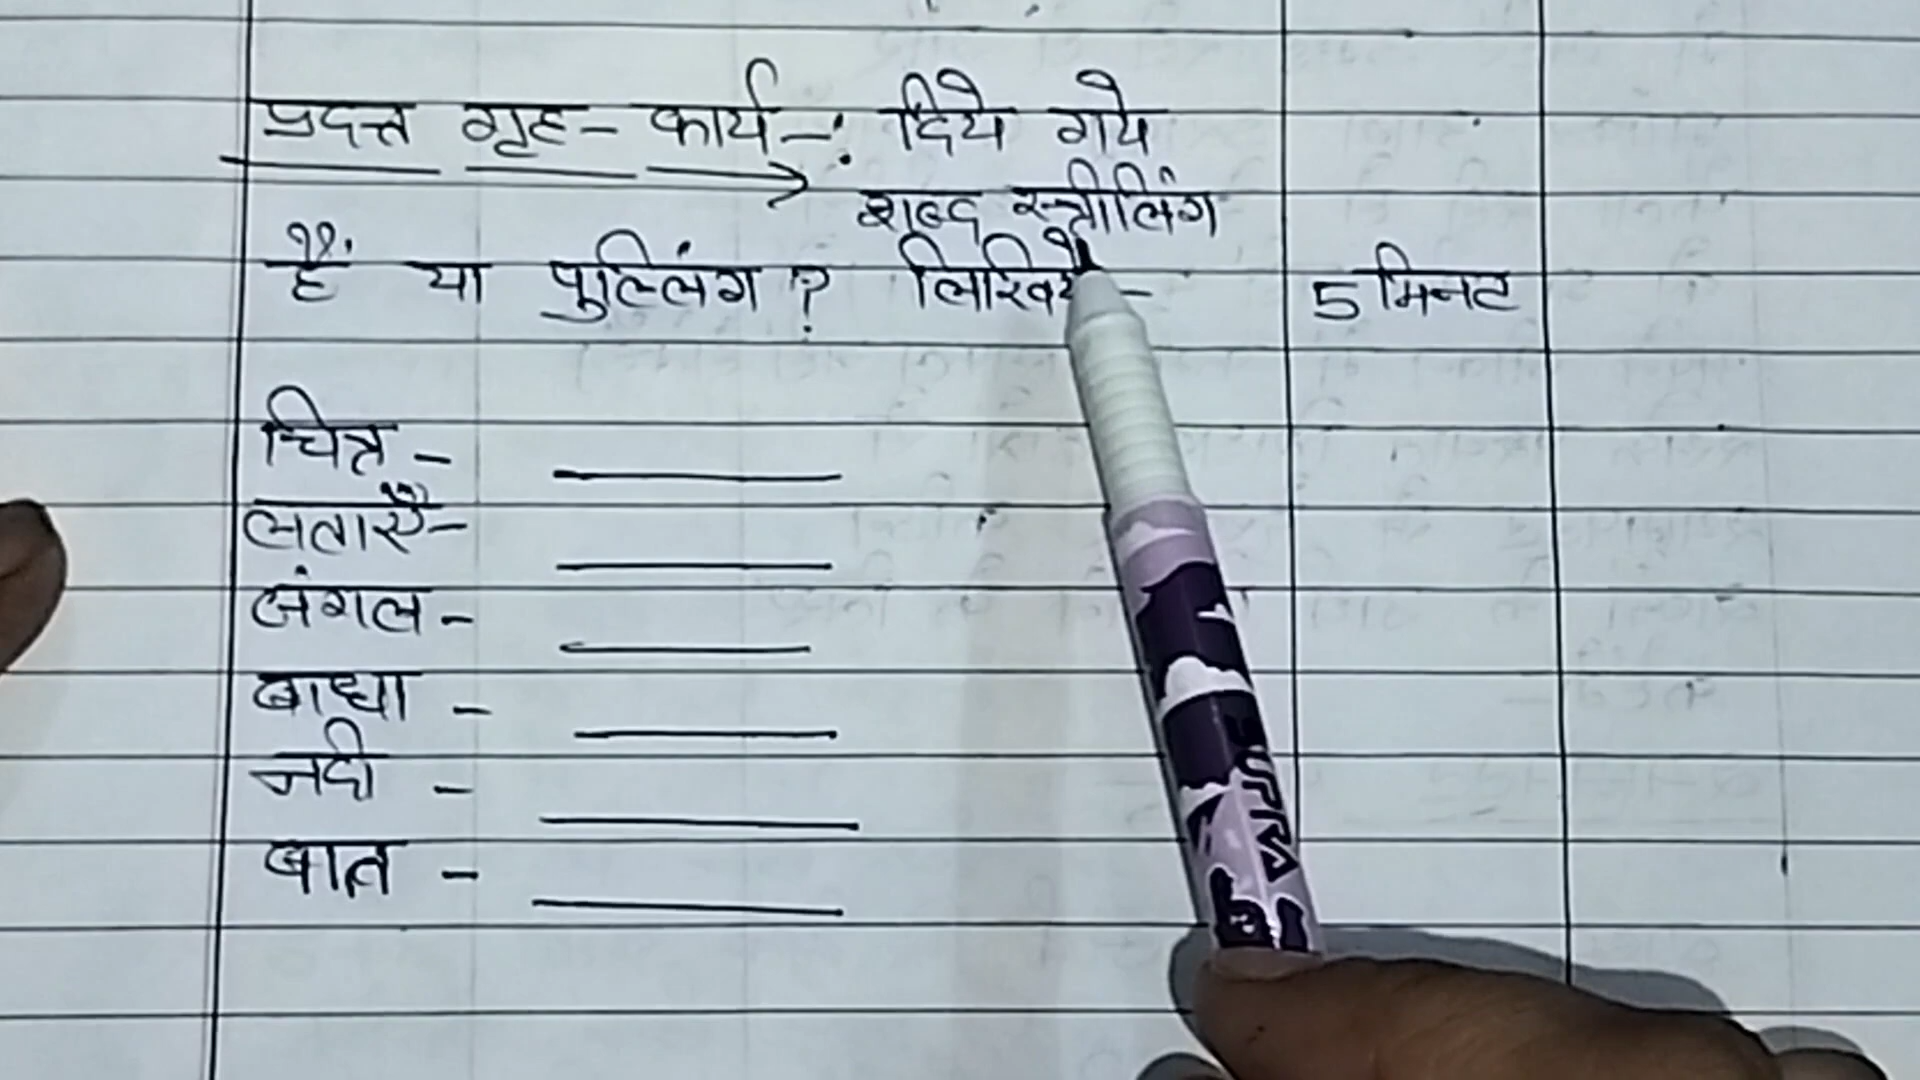 प्रदत्त गृह- कार्य-: दिये गये
शब्द स्त्रीलिंग
हैं या पुल्लिंग? लिखिये-
5 मिनट
चित्र -
लताएँ-
जंगल-
बाधा -
नदी -
बात -